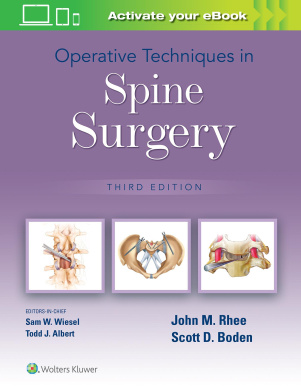 Activate your eBook
Operative Techniques in
Spine
Surgery
THIRD EDITION
EDITORS-IN-CHIEF
Sam W. Wiesel
Todd J. Albert
John M. Rhee
Scott D. Boden
Wolters Kluwer